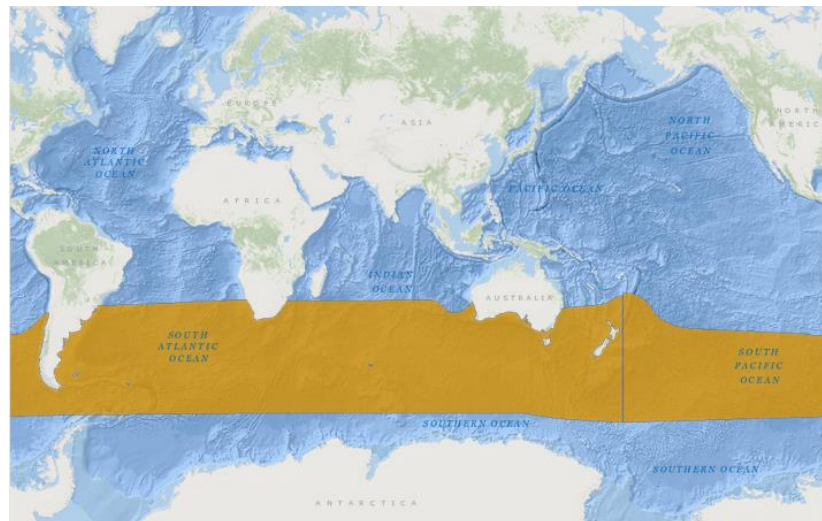 EUROPE
ASIA
NORTH
AMERICA
NORTH
PACIFIC
OCEAN
NORTH
ATLANTIC
OCEAN
PACIFIC OCEAN
AFRICA
SOUTH
AMERICA
INDIAN
OCEAN
AUSTRALIA
SOUTH
ATLANTIC
OCEAN
SOUTH
PACIFIC
OCEAN
SOUTHERN OCEAN
SOUTHERN OCEAN
ANTARCTICA